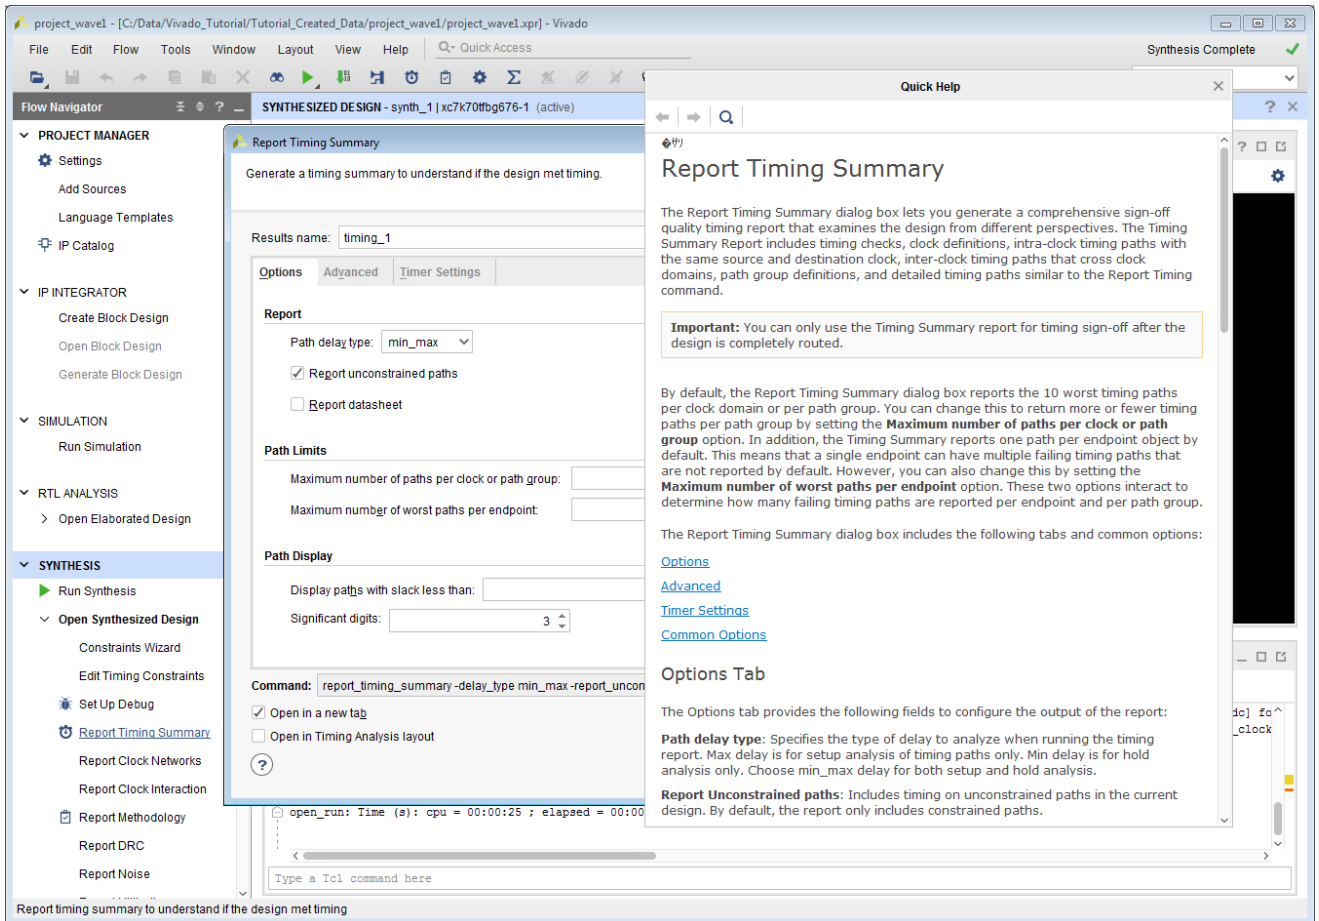 project_wave1 - [C:/Data/Vivado_Tutorial/Tutorial_Created_Data/project_wave1/project_wave1.xpr] - Vivado
File Edit Flow Tools Window Layout View Help Quick Access
Synthesis Complete
Flow Navigator
SYNTHESIZED DESIGN - synth_1 | xc7k70tfbg676-1 (active)
PROJECT MANAGER
Settings
Add Sources
Language Templates
IP Catalog
IP INTEGRATOR
Create Block Design
Open Block Design
Generate Block Design
SIMULATION
Run Simulation
RTL ANALYSIS
Open Elaborated Design
SYNTHESIS
Run Synthesis
Open Synthesized Design
Constraints Wizard
Edit Timing Constraints
Set Up Debug
Report Timing Summary
Report Clock Networks
Report Clock Interaction
Report Methodology
Report DRC
Report Noise
Report Timing Summary
Generate a timing summary to understand if the design met timing.
Results name: timing_1
Options Advanced Timer Settings
Report
Path delay type: min_max
Report unconstrained paths
Report datasheet
Path Limits
Maximum number of paths per clock or path group:
Maximum number of worst paths per endpoint:
Path Display
Display paths with slack less than:
Significant digits: 3
Command: report_timing_summary -delay_type min_max -report_uncon
Open in a new tab
Open in Timing Analysis layout
?
Quick Help
�サリ
Report Timing Summary
The Report Timing Summary dialog box lets you generate a comprehensive sign-off
quality timing report that examines the design from different perspectives. The Timing
Summary Report includes timing checks, clock definitions, intra-clock timing paths with
the same source and destination clock, inter-clock timing paths that cross clock
domains, path group definitions, and detailed timing paths similar to the Report Timing
command.
Important: You can only use the Timing Summary report for timing sign-off after the
design is completely routed.
By default, the Report Timing Summary dialog box reports the 10 worst timing paths
per clock domain or per path group. You can change this to return more or fewer timing
paths per path group by setting the Maximum number of paths per clock or path
group option. In addition, the Timing Summary reports one path per endpoint object by
default. This means that a single endpoint can have multiple failing timing paths that
are not reported by default. However, you can also change this by setting the
Maximum number of worst paths per endpoint option. These two options interact to
determine how many failing timing paths are reported per endpoint and per path group.
The Report Timing Summary dialog box includes the following tabs and common options:
Options
Advanced
Timer Settings
Common Options
Options Tab
The Options tab provides the following fields to configure the output of the report:
Path delay type: Specifies the type of delay to analyze when running the timing
report. Max delay is for setup analysis of timing paths only. Min delay is for hold
analysis only. Choose min_max delay for both setup and hold analysis.
Report Unconstrained paths: Includes timing on unconstrained paths in the current
design. By default, the report only includes constrained paths.
dc] fo
_clock
open_run: Time (s): cpu = 00:00:25 ; elapsed = 00:00
Type a Tcl command here
Report timing summary to understand if the design met timing